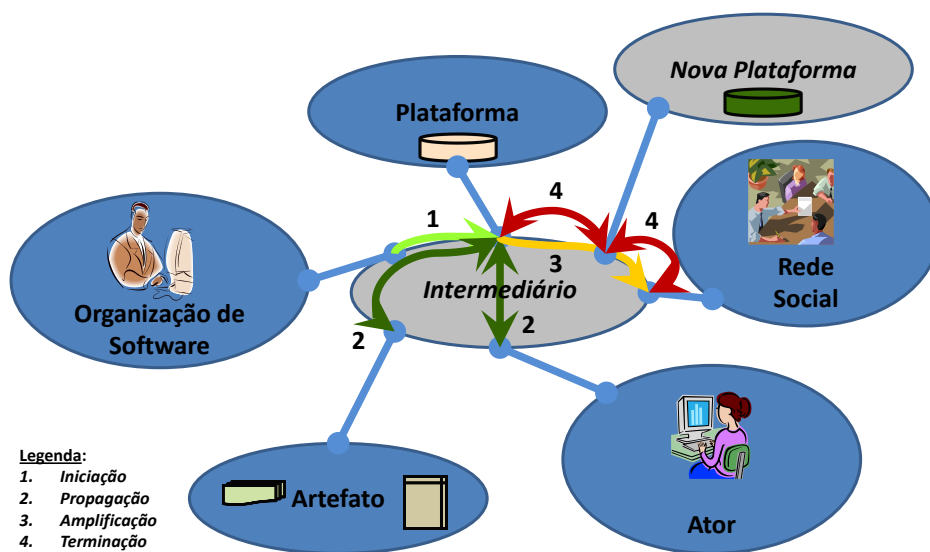 Nova Plataforma
Plataforma
4
1
4
3
Intermediário
2
2
Rede
Social
Organização de
Software
Artefato
Ator
Legenda:
1. Iniciação
2. Propagação
3. Amplificação
4. Terminação